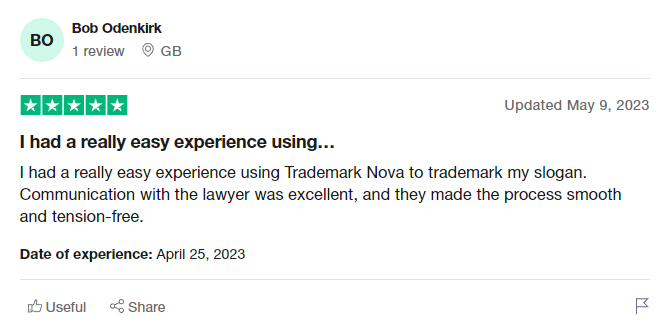 BO
Bob Odenkirk
1 review GB
Updated May 9, 2023
I had a really easy experience using…
I had a really easy experience using Trademark Nova to trademark my slogan.
Communication with the lawyer was excellent, and they made the process smooth
and tension-free.
Date of experience: April 25, 2023
Useful Share